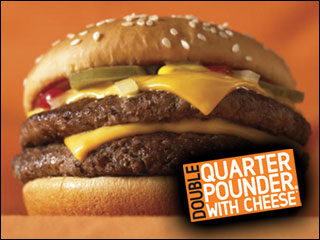 DOUBLE
QUARTER
POUNDER.
WITH CHEESE